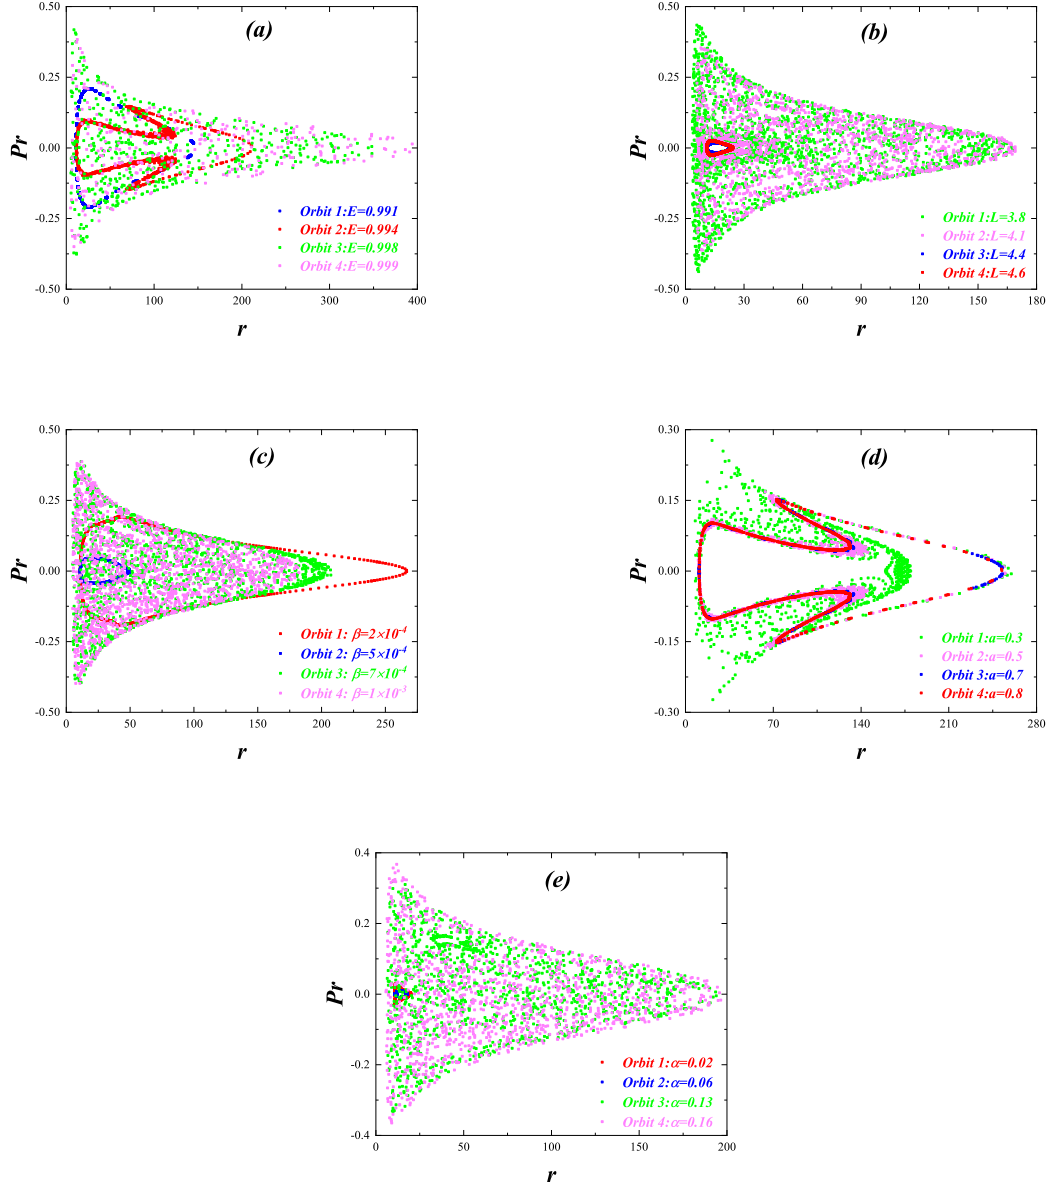 (a)
0.50
0.25
0.00
-0.25
-0.50
Pr
Orbit 1:E=0.991
Orbit 2:E=0.994
Orbit 3:E=0.998
Orbit 4:E=0.999
0 100 200 300 400
r
(b)
0.50
0.25
0.00
-0.25
-0.50
Pr
Orbit 1:L=3.8
Orbit 2:L=4.1
Orbit 3:L=4.4
Orbit 4:L=4.6
0 30 60 90 120 150 180
r
(c)
0.50
0.25
0.00
-0.25
-0.50
Pr
Orbit 1: β=2×10⁻⁴
Orbit 2: β=5×10⁻⁴
Orbit 3: β=7×10⁻⁴
Orbit 4: β=1×10⁻³
0 50 100 150 200 250
r
(d)
0.30
0.15
0.00
-0.15
-0.30
Pr
Orbit 1:a=0.3
Orbit 2:a=0.5
Orbit 3:a=0.7
Orbit 4:a=0.8
0 70 140 210 280
r
(e)
0.4
0.2
0.0
-0.2
-0.4
Pr
Orbit 1:α=0.02
Orbit 2:α=0.06
Orbit 3:α=0.13
Orbit 4:α=0.16
0 50 100 150 200
r